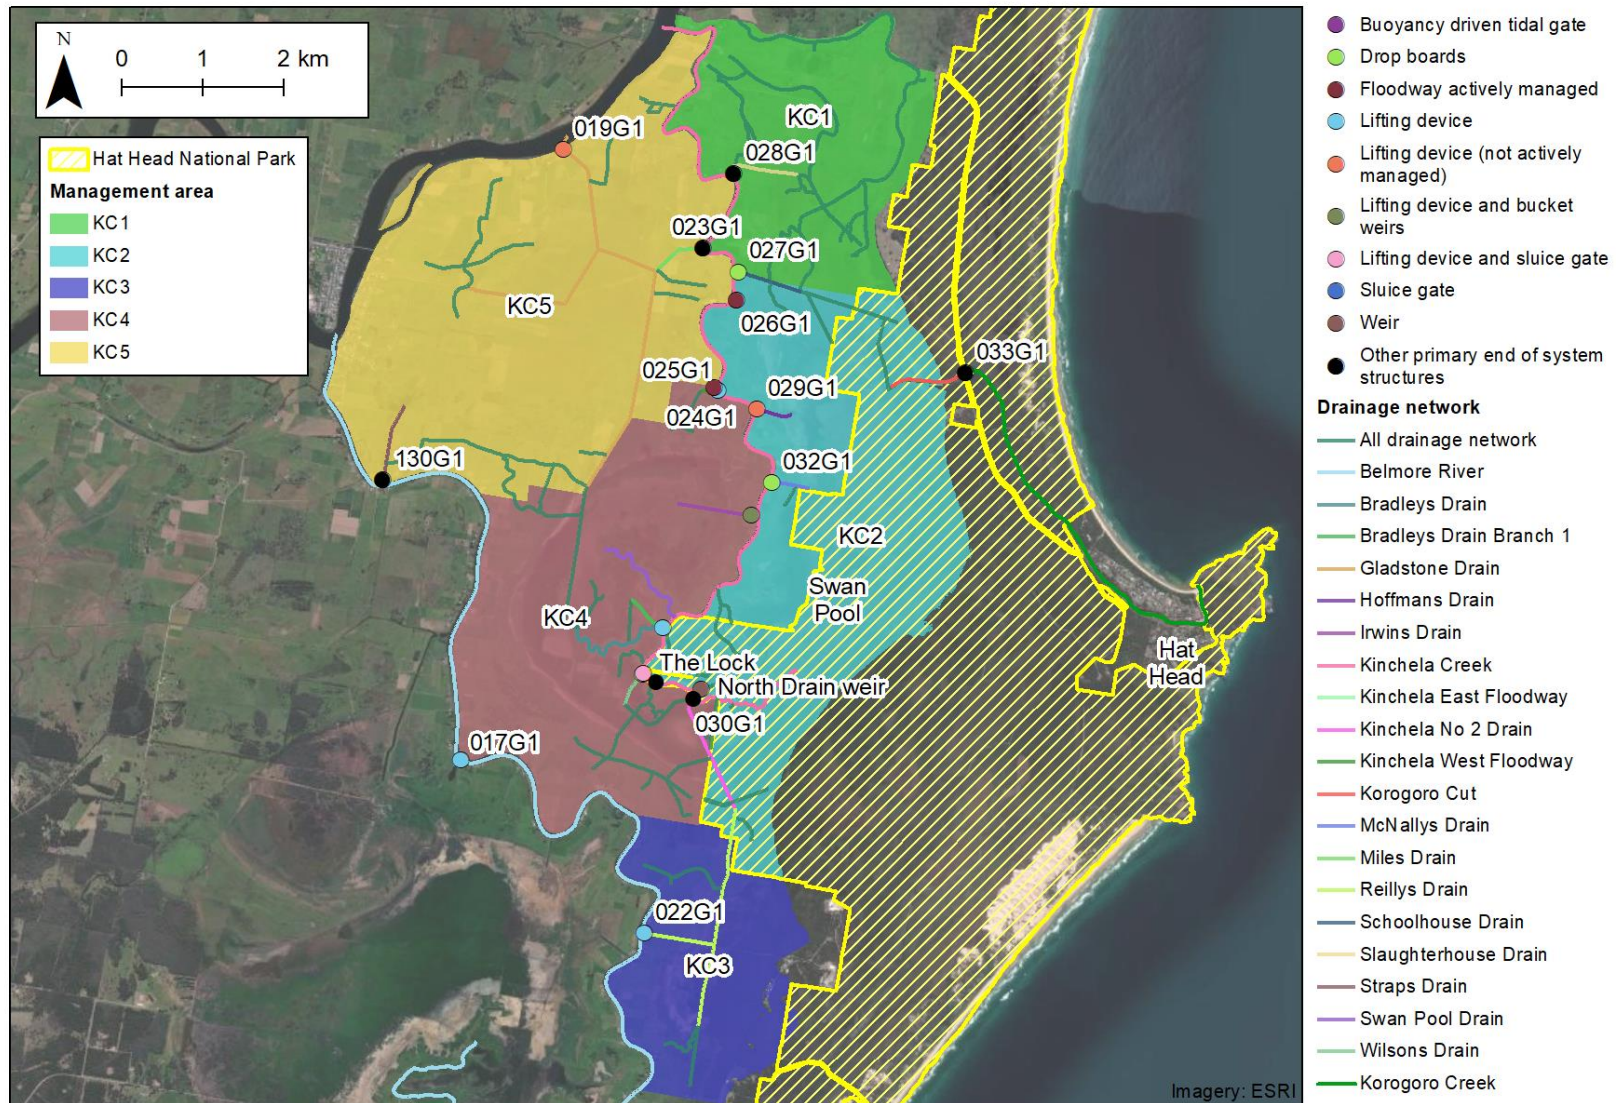 N
0 1 2 km
Hat Head National Park
Management area
KC1
KC2
KC3
KC4
KC5
019G1
KC1
028G1
023G1
027G1
KC5
026G1
033G1
025G1
029G1
024G1
130G1
032G1
KC2
Swan
Pool
KC4
The Lock
Hat
Head
North Drain weir
030G1
017G1
022G1
KC3
Imagery: ESRI
Buoyancy driven tidal gate
Drop boards
Floodway actively managed
Lifting device
Lifting device (not actively
managed)
Lifting device and bucket
weirs
Lifting device and sluice gate
Sluice gate
Weir
Other primary end of system
structures
Drainage network
All drainage network
Belmore River
Bradleys Drain
Bradleys Drain Branch 1
Gladstone Drain
Hoffmans Drain
Irwins Drain
Kinchela Creek
Kinchela East Floodway
Kinchela No 2 Drain
Kinchela West Floodway
Korogoro Cut
McNallys Drain
Miles Drain
Reillys Drain
Schoolhouse Drain
Slaughterhouse Drain
Straps Drain
Swan Pool Drain
Wilsons Drain
Korogoro Creek